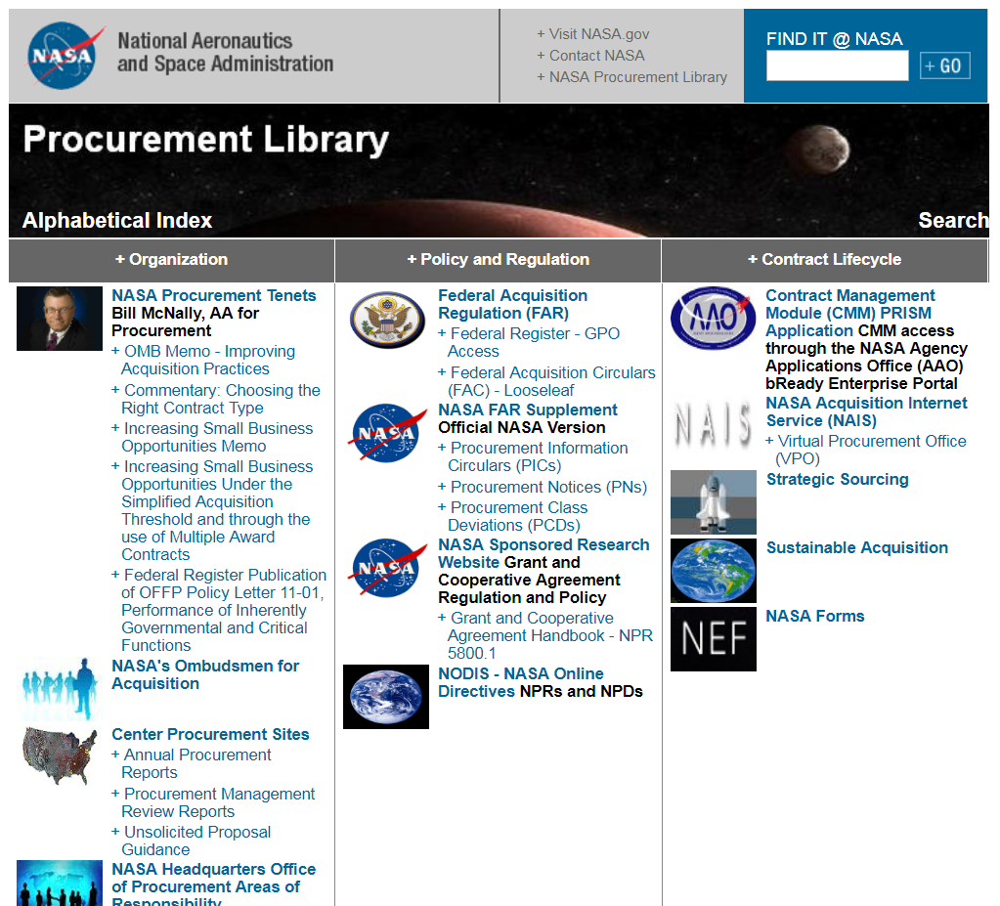 NASA
National Aeronautics
and Space Administration
+ Visit NASA.gov
+ Contact NASA
+ NASA Procurement Library
FIND IT @ NASA
+ GO
Procurement Library
Alphabetical Index
Search
+ Organization
+ Policy and Regulation
+ Contract Lifecycle
NASA Procurement Tenets
Bill McNally, AA for
Procurement
+ OMB Memo - Improving
Acquisition Practices
+ Commentary: Choosing the
Right Contract Type
+ Increasing Small Business
Opportunities Memo
+ Increasing Small Business
Opportunities Under the
Simplified Acquisition
Threshold and through the
use of Multiple Award
Contracts
+ Federal Register Publication
of OFFP Policy Letter 11-01,
Performance of Inherently
Governmental and Critical
Functions
NASA's Ombudsmen for
Acquisition
Center Procurement Sites
+ Annual Procurement
Reports
+ Procurement Management
Review Reports
+ Unsolicited Proposal
Guidance
NASA Headquarters Office
of Procurement Areas of
Responsibility
Federal Acquisition
Regulation (FAR)
+ Federal Register - GPO
Access
+ Federal Acquisition Circulars
(FAC) - Looseleaf
NASA
NASA FAR Supplement
Official NASA Version
+ Procurement Information
Circulars (PICs)
+ Procurement Notices (PNs)
+ Procurement Class
Deviations (PCDs)
NASA
NASA Sponsored Research
Website Grant and
Cooperative Agreement
Regulation and Policy
+ Grant and Cooperative
Agreement Handbook - NPR
5800.1
NODIS - NASA Online
Directives NPRs and NPDs
AAO
Contract Management
Module (CMM) PRISM
Application CMM access
through the NASA Agency
Applications Office (AAO)
bReady Enterprise Portal
NAIS
NASA Acquisition Internet
Service (NAIS)
+ Virtual Procurement Office
(VPO)
Strategic Sourcing
Sustainable Acquisition
NEF
NASA Forms